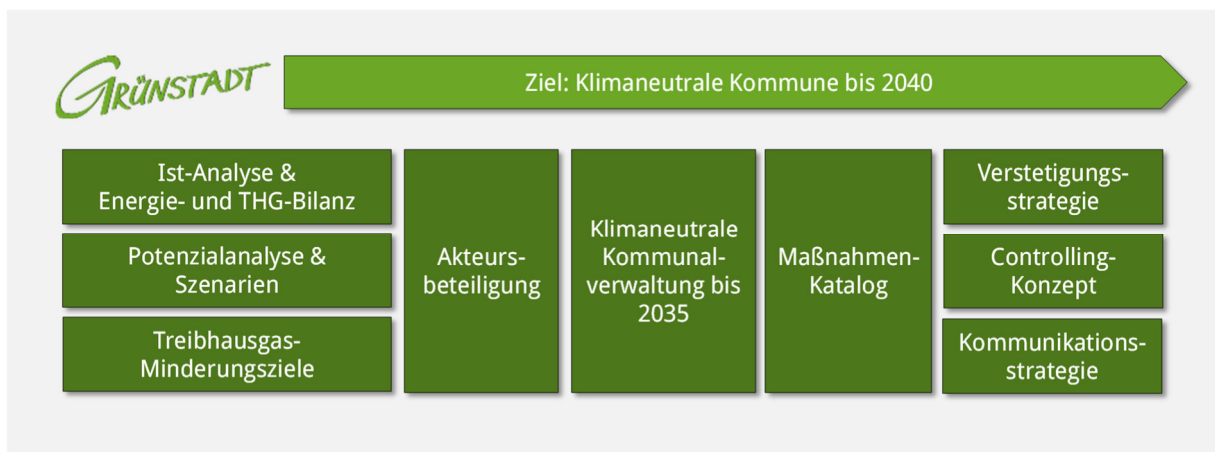 GRÜNSTADT
Ziel: Klimaneutrale Kommune bis 2040
Ist-Analyse &
Energie- und THG-Bilanz
Potenzialanalyse &
Szenarien
Treibhausgas-
Minderungsziele
Akteurs-
beteiligung
Klimaneutrale
Kommunal-
verwaltung bis
2035
Maßnahmen-
Katalog
Verstetigungs-
strategie
Controlling-
Konzept
Kommunikations-
strategie